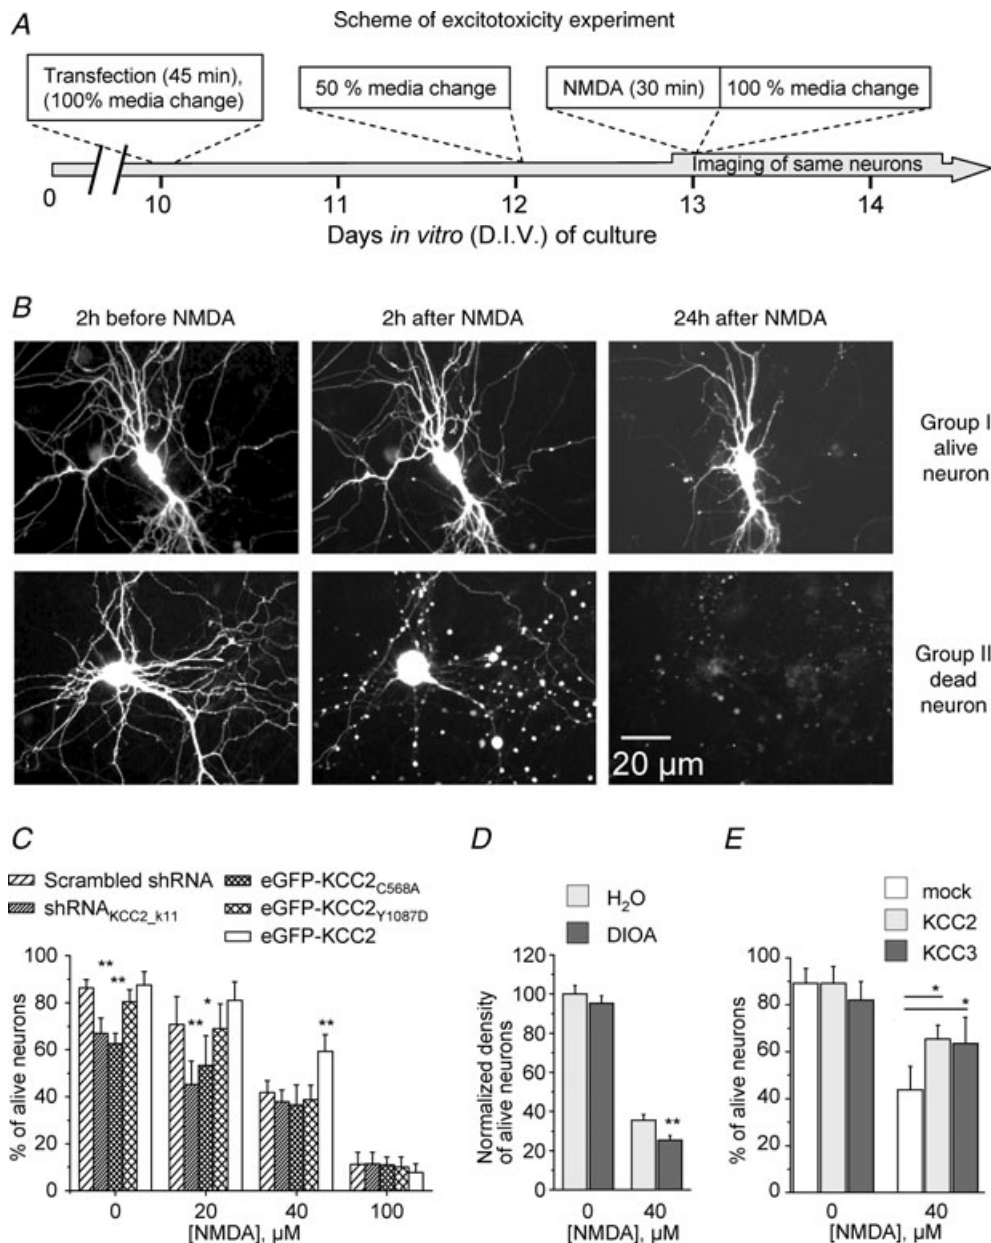 A
Scheme of excitotoxicity experiment
Transfection (45 min),
(100% media change)
50 % media change
NMDA (30 min)
100 % media change
Imaging of same neurons
0
10
11
12
13
14
Days in vitro (D.I.V.) of culture
B
2h before NMDA
2h after NMDA
24h after NMDA
Group I
alive
neuron
Group II
dead
neuron
20 µm
C
Scrambled shRNA
shRNAKCC2_k11
eGFP-KCC2C568A
eGFP-KCC2Y1087D
eGFP-KCC2
% of alive neurons
100
80
60
40
20
0
**
**
**
*
**
0
20
40
100
[NMDA], µM
D
H2O
DIOA
Normalized density
of alive neurons
120
100
80
60
40
20
0
**
0
40
[NMDA], µM
E
mock
KCC2
KCC3
% of alive neurons
100
80
60
40
20
0
*
*
0
40
[NMDA], µM